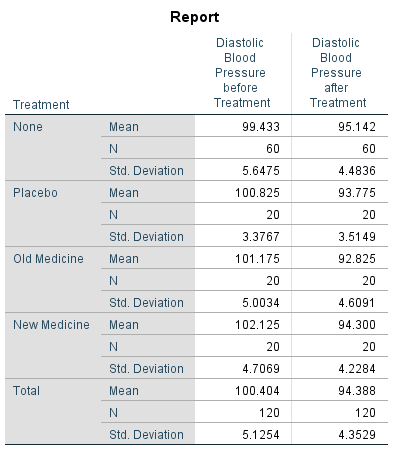 Report
Treatment Diastolic Blood Pressure before Treatment Diastolic Blood Pressure after Treatment
None Mean 99.433 95.142
N 60 60
Std. Deviation 5.6475 4.4836
Placebo Mean 100.825 93.775
N 20 20
Std. Deviation 3.3767 3.5149
Old Medicine Mean 101.175 92.825
N 20 20
Std. Deviation 5.0034 4.6091
New Medicine Mean 102.125 94.300
N 20 20
Std. Deviation 4.7069 4.2284
Total Mean 100.404 94.388
N 120 120
Std. Deviation 5.1254 4.3529